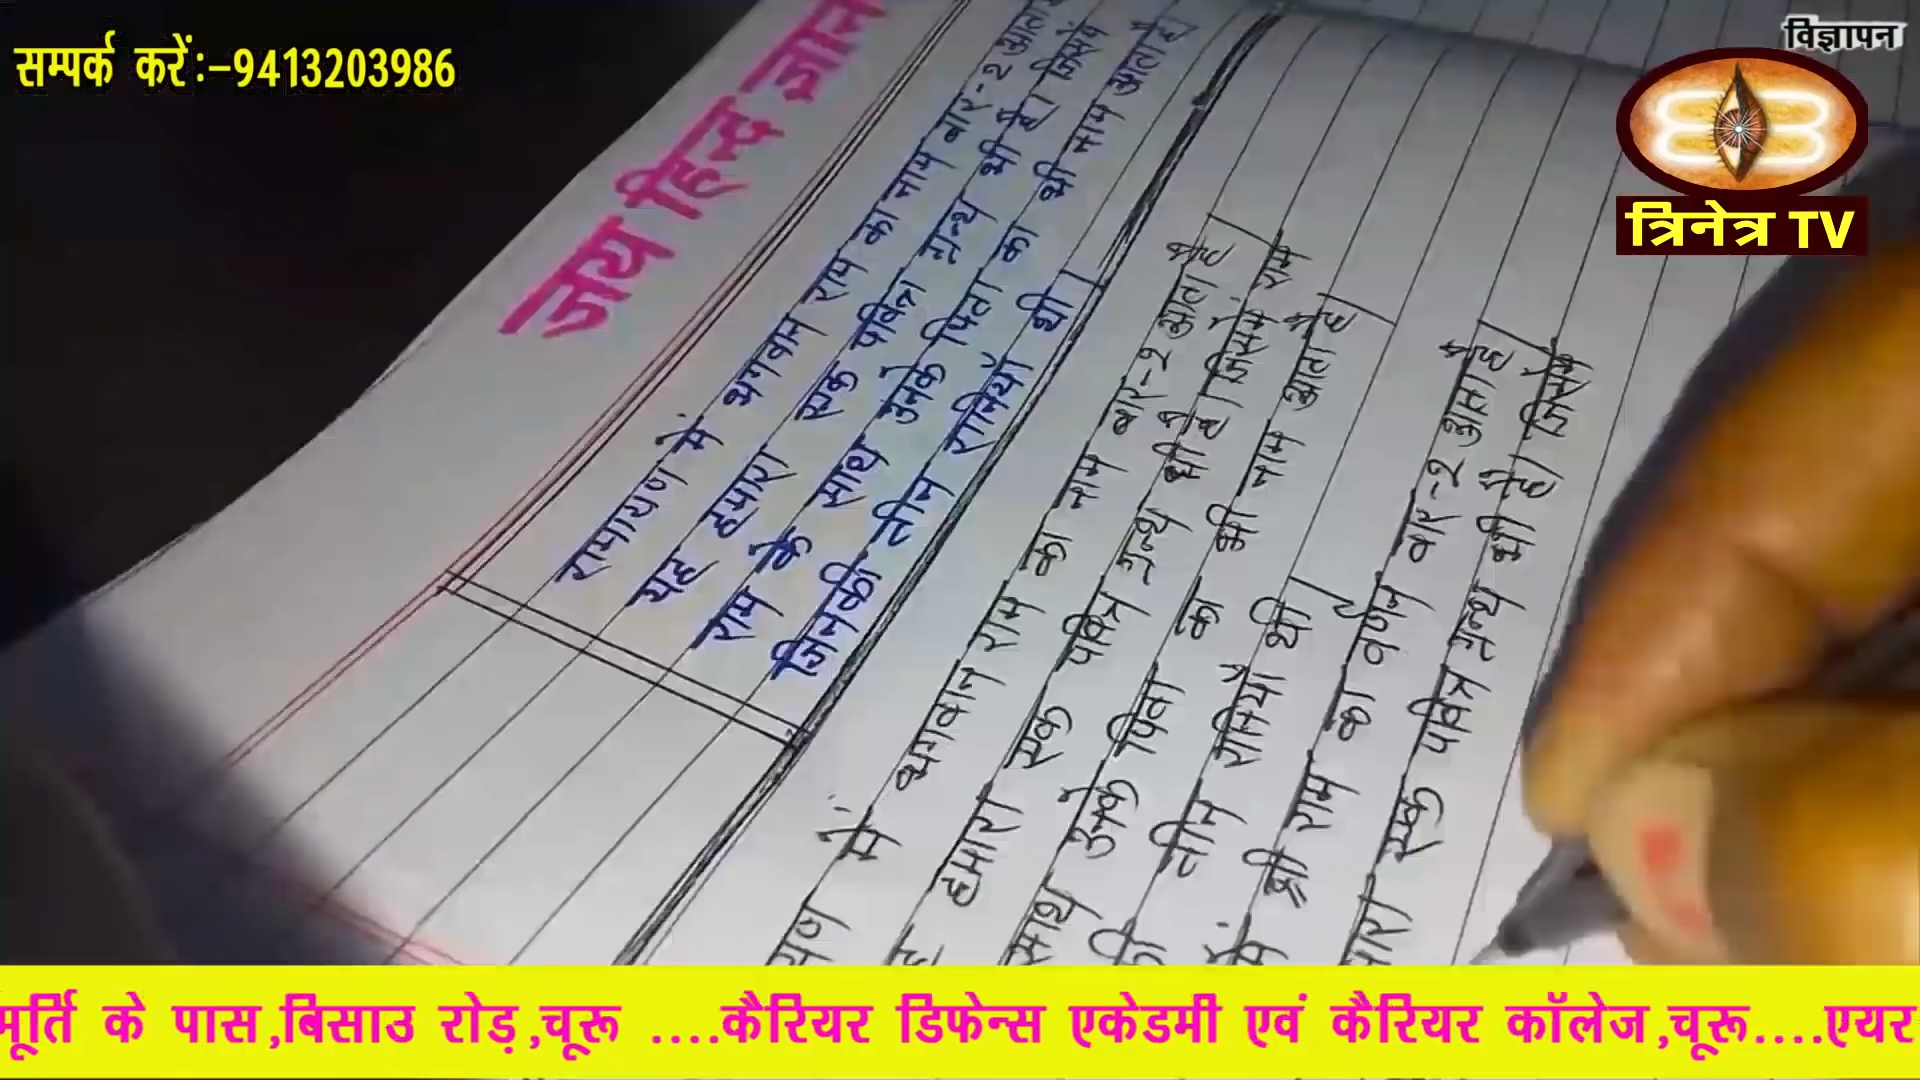 विज्ञापन
सम्पर्क करें:-9413203986
त्रिनेत्र TV
जय हिन्द ज्ञान
रामायण में भगवान राम का नाम बार-2 आता
यह हमारा एक पवित्र ग्रन्थ भी है। जिसमें
राम के साथ उनके पिता का भी नाम आता है
जिनकी तीन रानियाँ थी।
यण में भगवान राम का नाम बार-2 आता है
ह हमारा एक पवित्र ग्रन्थ भी है। जिसमें राम
साथ उनके पिता का भी नाम आता है
की तीन रानियाँ थी।
में श्री राम का वर्णन बार-2 आता है
मारा एक पवित्र ग्रन्थ भी है। जिसमें
मूर्ति के पास,बिसाउ रोड़,चूरू ....कैरियर डिफेन्स एकेडमी एवं कैरियर कॉलेज,चूरू....एयर